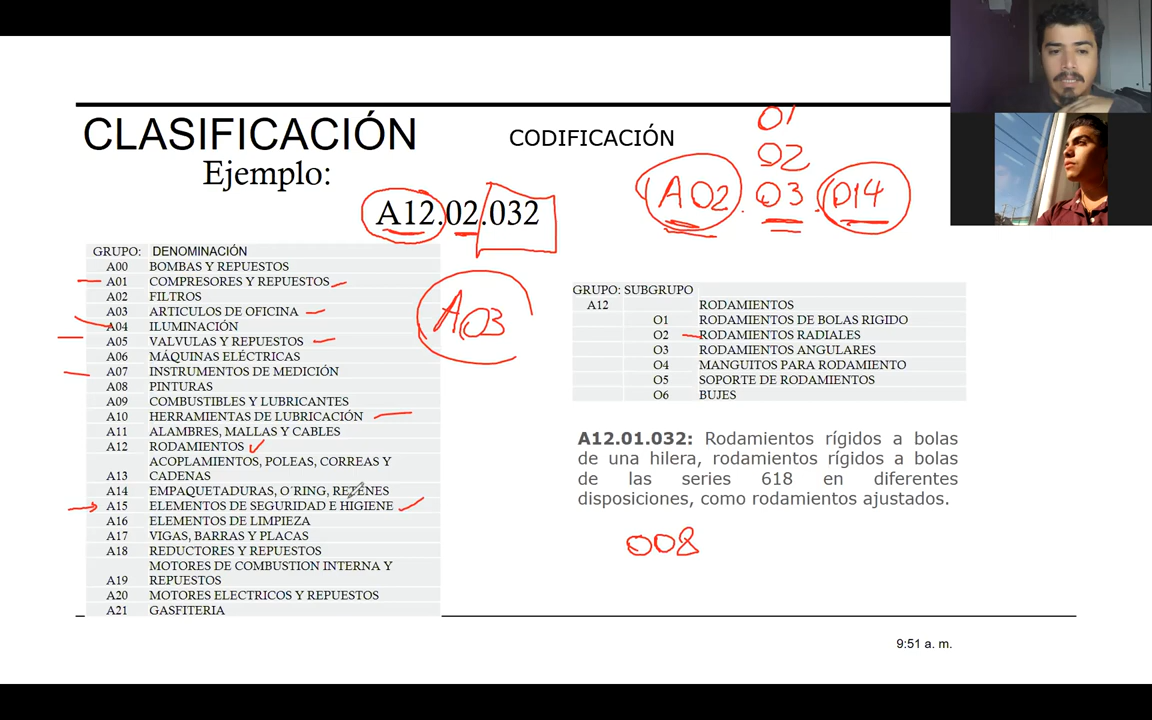 CLASIFICACIÓN
Ejemplo:
CODIFICACIÓN
A12.02.032
01
02
A02.03.014
A03
GRUPO: DENOMINACIÓN
A00 BOMBAS Y REPUESTOS
A01 COMPRESORES Y REPUESTOS
A02 FILTROS
A03 ARTICULOS DE OFICINA
A04 ILUMINACIÓN
A05 VALVULAS Y REPUESTOS
A06 MÁQUINAS ELÉCTRICAS
A07 INSTRUMENTOS DE MEDICIÓN
A08 PINTURAS
A09 COMBUSTIBLES Y LUBRICANTES
A10 HERRAMIENTAS DE LUBRICACIÓN
A11 ALAMBRES, MALLAS Y CABLES
A12 RODAMIENTOS
ACOPLAMIENTOS, POLEAS, CORREAS Y
A13 CADENAS
A14 EMPAQUETADURAS, O´RING, RETENES
A15 ELEMENTOS DE SEGURIDAD E HIGIENE
A16 ELEMENTOS DE LIMPIEZA
A17 VIGAS, BARRAS Y PLACAS
A18 REDUCTORES Y REPUESTOS
MOTORES DE COMBUSTION INTERNA Y
A19 REPUESTOS
A20 MOTORES ELECTRICOS Y REPUESTOS
A21 GASFITERIA
GRUPO: SUBGRUPO
A12 RODAMIENTOS
O1 RODAMIENTOS DE BOLAS RIGIDO
O2 RODAMIENTOS RADIALES
O3 RODAMIENTOS ANGULARES
O4 MANGUITOS PARA RODAMIENTO
O5 SOPORTE DE RODAMIENTOS
O6 BUJES
A12.01.032: Rodamientos rígidos a bolas
de una hilera, rodamientos rígidos a bolas
de las series 618 en diferentes
disposiciones, como rodamientos ajustados.
008
9:51 a. m.